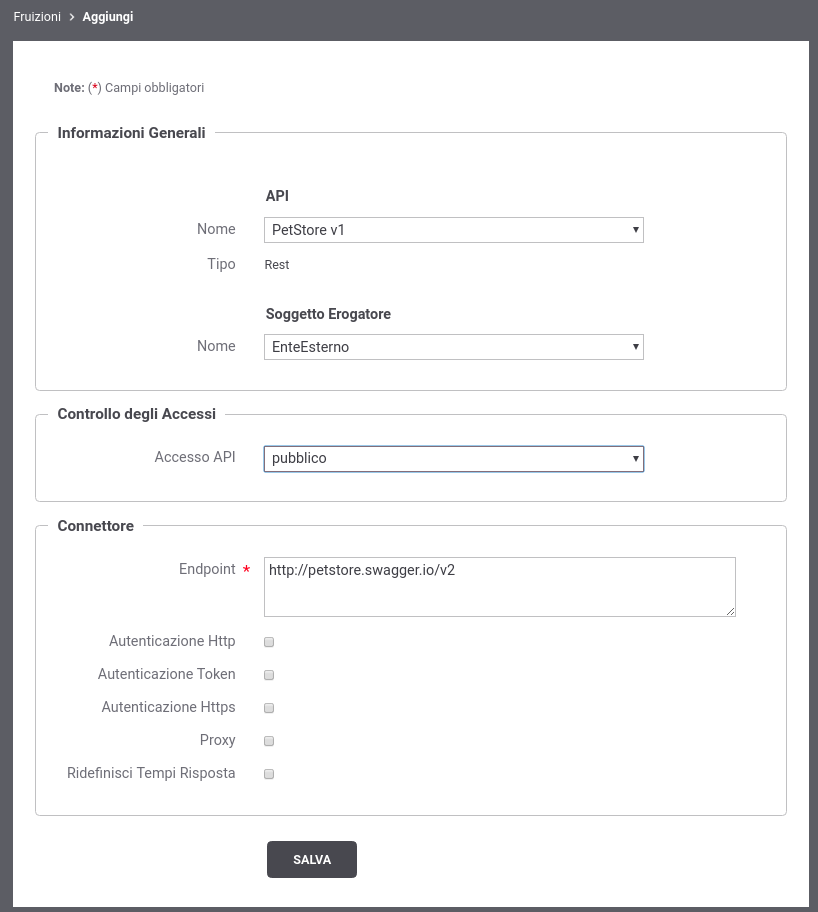 Fruizioni > Aggiungi
Note: (*) Campi obbligatori
Informazioni Generali
API
Nome PetStore v1
Tipo Rest
Soggetto Erogatore
Nome EnteEsterno
Controllo degli Accessi
Accesso API pubblico
Connettore
Endpoint * http://petstore.swagger.io/v2
Autenticazione Http
Autenticazione Token
Autenticazione Https
Proxy
Ridefinisci Tempi Risposta
SALVA